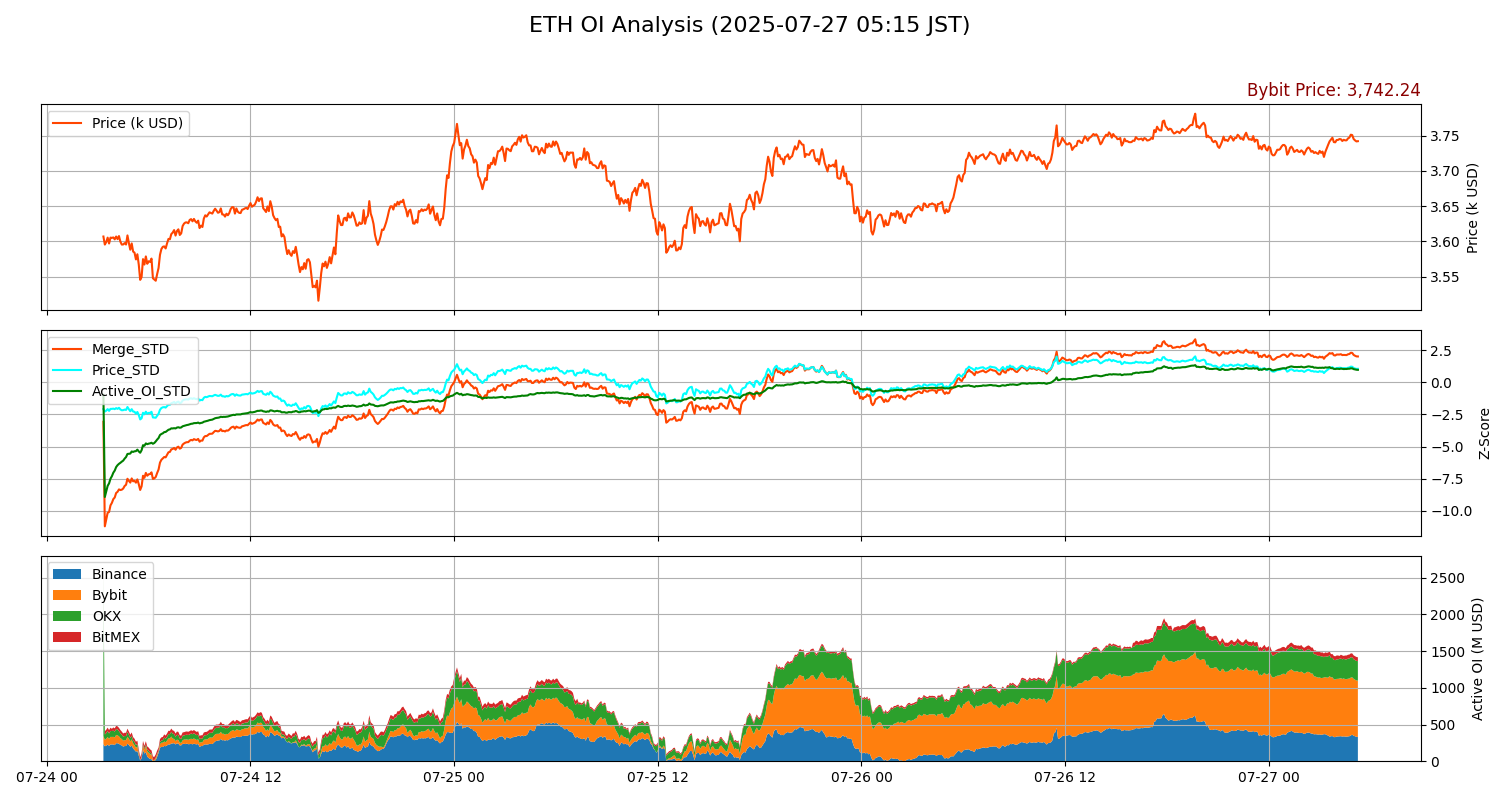 ETH OI Analysis (2025-07-27 05:15 JST)
Bybit Price: 3,742.24
Price (k USD)
3.75
3.70
3.65
3.60
3.55
Price (k USD)
Merge_STD
Price_STD
Active_OI_STD
2.5
0.0
−2.5
−5.0
−7.5
−10.0
Z-Score
Binance
Bybit
OKX
BitMEX
2500
2000
1500
1000
500
0
Active OI (M USD)
07-24 00
07-24 12
07-25 00
07-25 12
07-26 00
07-26 12
07-27 00